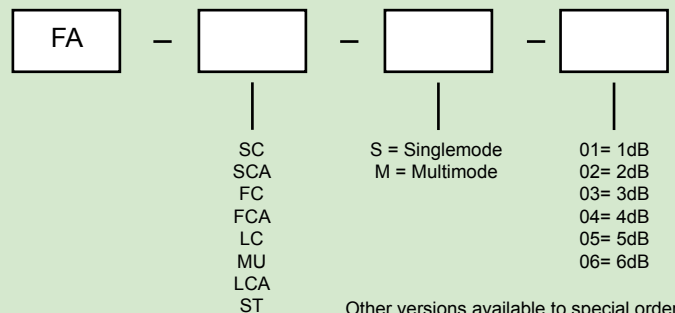 FA – – –
SC S = Singlemode 01= 1dB
SCA M = Multimode 02= 2dB
FC 03= 3dB
FCA 04= 4dB
LC 05= 5dB
MU 06= 6dB
LCA
ST Other versions available to special order